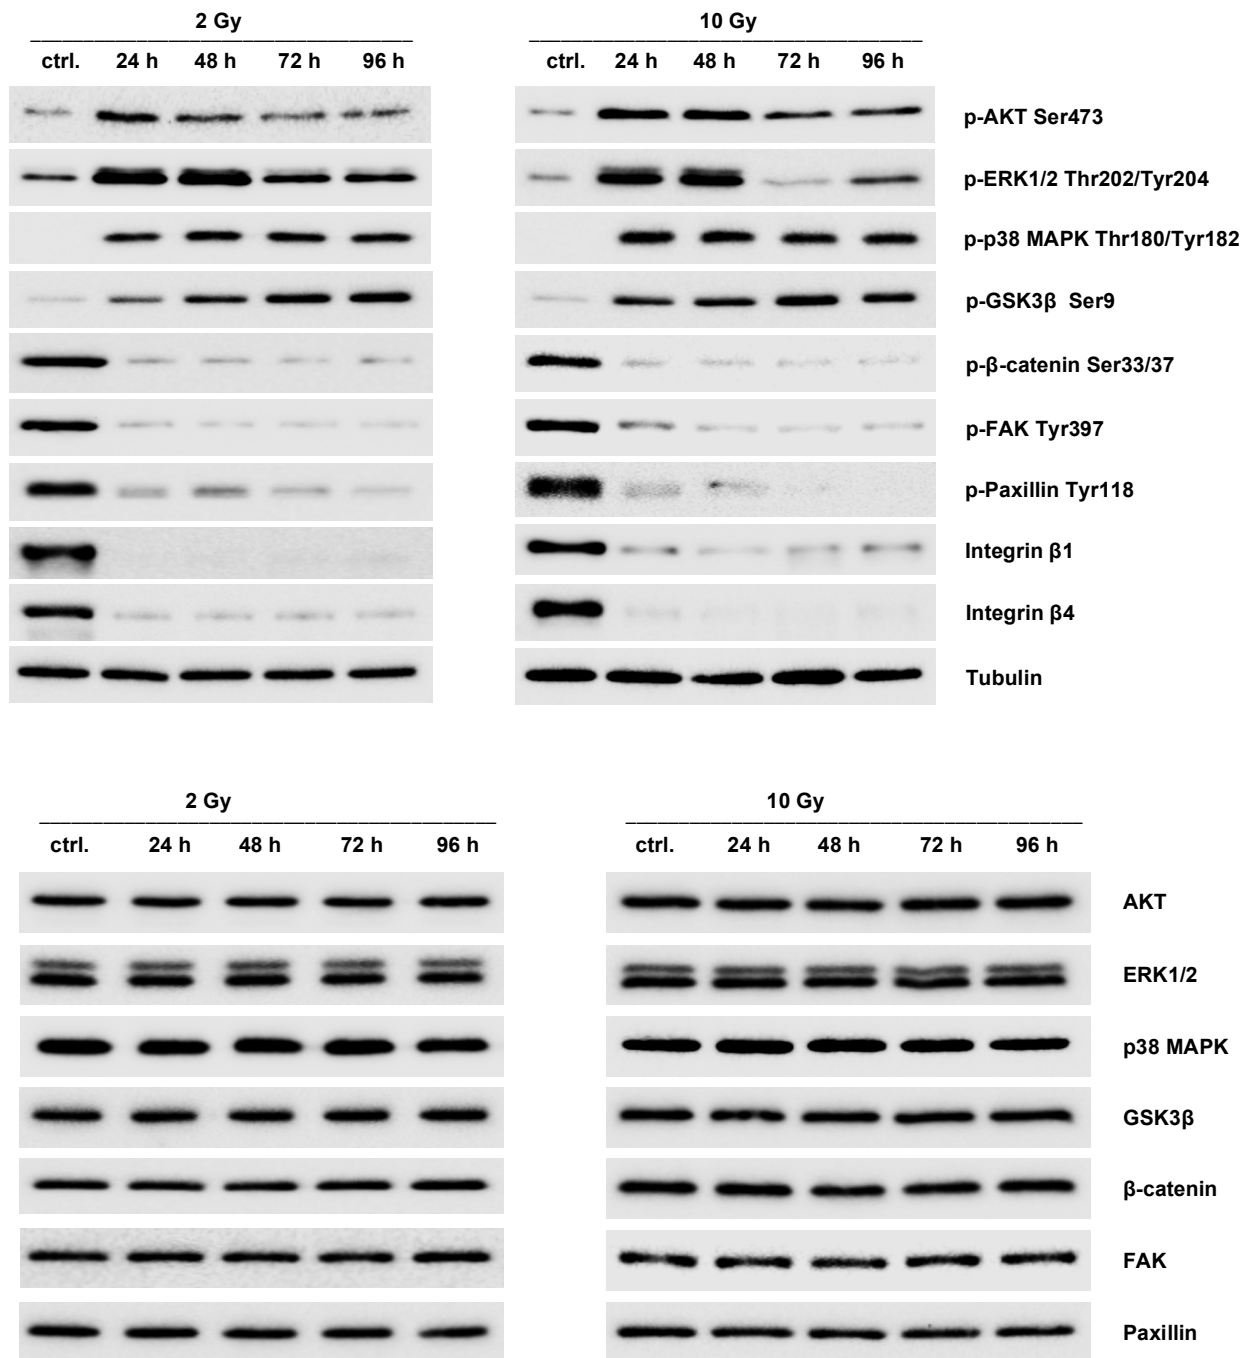 2 Gy 10 Gy
ctrl. 24 h 48 h 72 h 96 h ctrl. 24 h 48 h 72 h 96 h
p-AKT Ser473
p-ERK1/2 Thr202/Tyr204
p-p38 MAPK Thr180/Tyr182
p-GSK3β Ser9
p-β-catenin Ser33/37
p-FAK Tyr397
p-Paxillin Tyr118
Integrin β1
Integrin β4
Tubulin
2 Gy 10 Gy
ctrl. 24 h 48 h 72 h 96 h ctrl. 24 h 48 h 72 h 96 h
AKT
ERK1/2
p38 MAPK
GSK3β
β-catenin
FAK
Paxillin